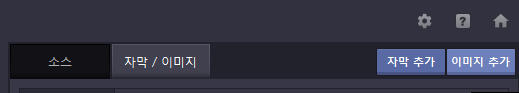 소스 자막 / 이미지 자막 추가 이미지 추가